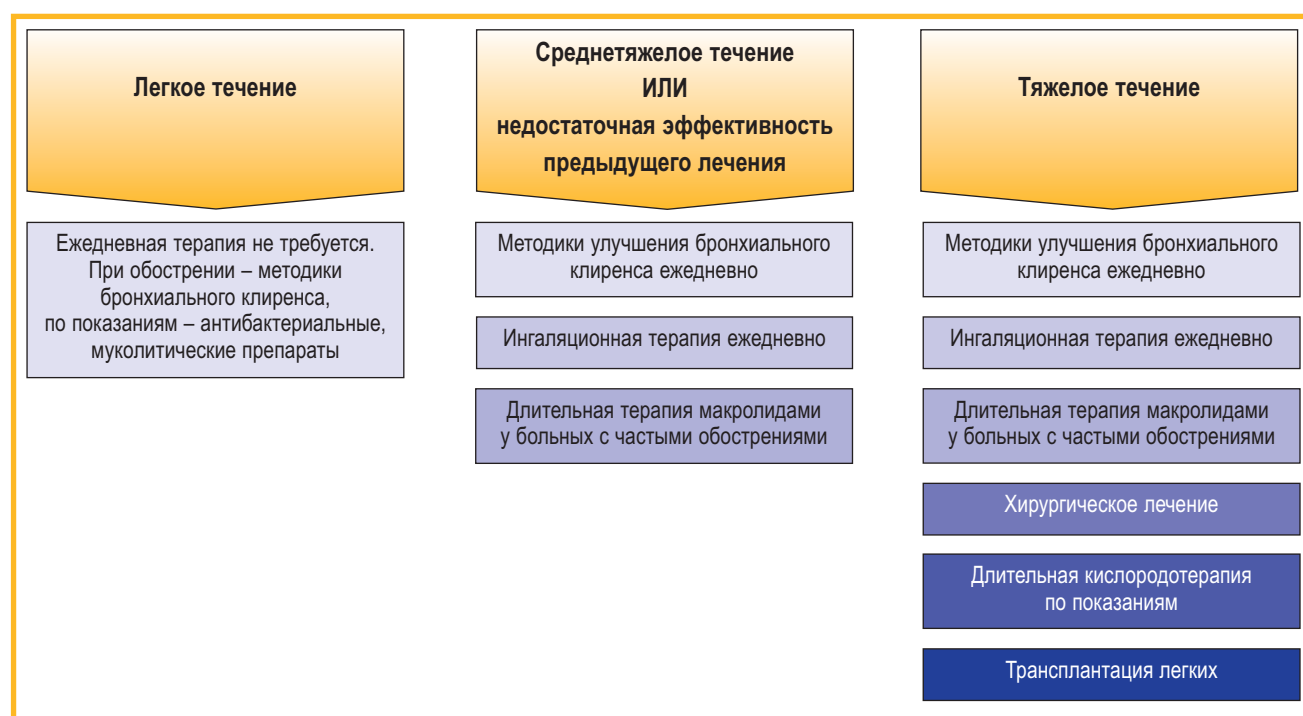 Легкое течение
Ежедневная терапия не требуется.
При обострении – методики
бронхиального клиренса,
по показаниям – антибактериальные,
муколитические препараты
Среднетяжелое течение
ИЛИ
недостаточная эффективность
предыдущего лечения
Методики улучшения бронхиального
клиренса ежедневно
Ингаляционная терапия ежедневно
Длительная терапия макролидами
у больных с частыми обострениями
Тяжелое течение
Методики улучшения бронхиального
клиренса ежедневно
Ингаляционная терапия ежедневно
Длительная терапия макролидами
у больных с частыми обострениями
Хирургическое лечение
Длительная кислородотерапия
по показаниям
Трансплантация легких